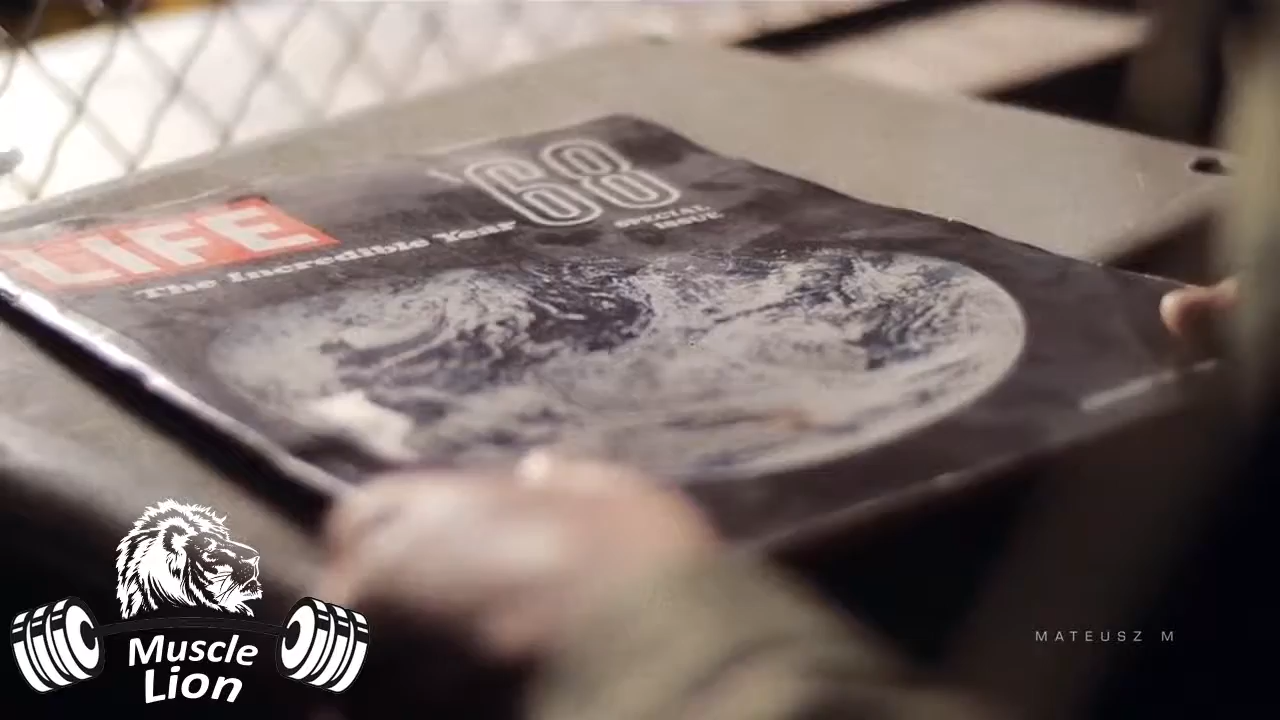 LIFE
The Incredible Year
68
SPECIAL
ISSUE
Muscle
Lion
MATEUSZ M